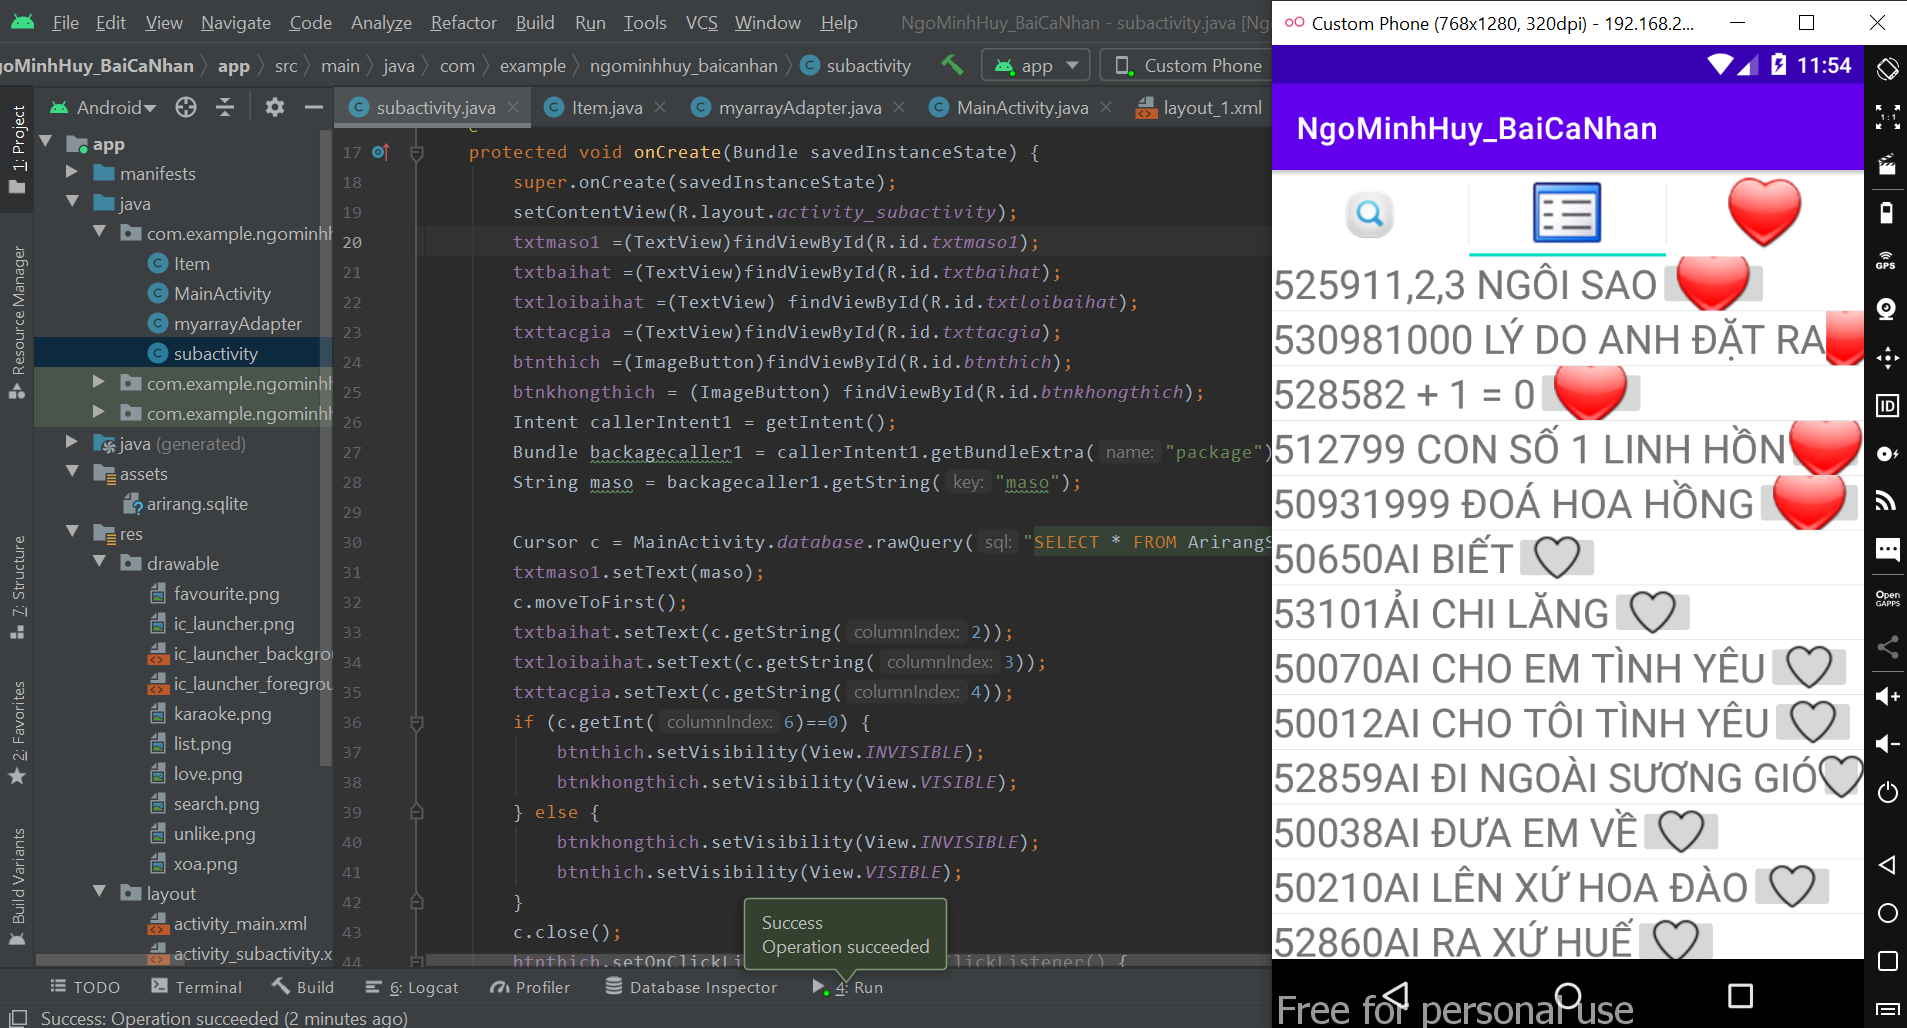 File Edit View Navigate Code Analyze Refactor Build Run Tools VCS Window Help NgoMinhHuy_BaiCaNhan - subactivity.java [Ng
oMinhHuy_BaiCaNhan app src main java com example ngominhhuy_baicanhan subactivity app Custom Phone
Android
subactivity.java Item.java myarrayAdapter.java MainActivity.java layout_1.xml
1: Project
Resource Manager
7: Structure
2: Favorites
Build Variants
app
manifests
java
com.example.ngominhh
Item
MainActivity
myarrayAdapter
subactivity
com.example.ngominhh
com.example.ngominhh
java (generated)
assets
arirang.sqlite
res
drawable
favourite.png
ic_launcher.png
ic_launcher_backgrou
ic_launcher_foregrou
karaoke.png
list.png
love.png
search.png
unlike.png
xoa.png
layout
activity_main.xml
activity_subactivity.x
17 protected void onCreate(Bundle savedInstanceState) {
18 super.onCreate(savedInstanceState);
19 setContentView(R.layout.activity_subactivity);
20 txtmaso1 =(TextView)findViewById(R.id.txtmaso1);
21 txtbaihat =(TextView)findViewById(R.id.txtbaihat);
22 txtloibaihat =(TextView) findViewById(R.id.txtloibaihat);
23 txttacgia =(TextView)findViewById(R.id.txttacgia);
24 btnthich =(ImageButton)findViewById(R.id.btnthich);
25 btnkhongthich = (ImageButton) findViewById(R.id.btnkhongthich);
26 Intent callerIntent1 = getIntent();
27 Bundle backagecaller1 = callerIntent1.getBundleExtra( name: "package")
28 String maso = backagecaller1.getString( key: "maso");
29
30 Cursor c = MainActivity.database.rawQuery( sql: "SELECT * FROM ArirangS
31 txtmaso1.setText(maso);
32 c.moveToFirst();
33 txtbaihat.setText(c.getString( columnIndex: 2));
34 txtloibaihat.setText(c.getString( columnIndex: 3));
35 txttacgia.setText(c.getString( columnIndex: 4));
36 if (c.getInt( columnIndex: 6)==0) {
37 btnthich.setVisibility(View.INVISIBLE);
38 btnkhongthich.setVisibility(View.VISIBLE);
39 } else {
40 btnkhongthich.setVisibility(View.INVISIBLE);
41 btnthich.setVisibility(View.VISIBLE);
42 }
43 c.close();
44 btnthich.setOnClickLi ClickListener() {
Success
Operation succeeded
TODO Terminal Build 6: Logcat Profiler Database Inspector 4: Run
Success: Operation succeeded (2 minutes ago)
Custom Phone (768x1280, 320dpi) - 192.168.2...
11:54
NgoMinhHuy_BaiCaNhan
525911,2,3 NGÔI SAO
530981000 LÝ DO ANH ĐẶT RA
528582 + 1 = 0
512799 CON SỐ 1 LINH HỒN
50931999 ĐOÁ HOA HỒNG
50650AI BIẾT
53101ẢI CHI LĂNG
50070AI CHO EM TÌNH YÊU
50012AI CHO TÔI TÌNH YÊU
52859AI ĐI NGOÀI SƯƠNG GIÓ
50038AI ĐƯA EM VỀ
50210AI LÊN XỨ HOA ĐÀO
52860AI RA XỨ HUẾ
Free for personal use
1:1
GPS
ID
Open
GAPPS